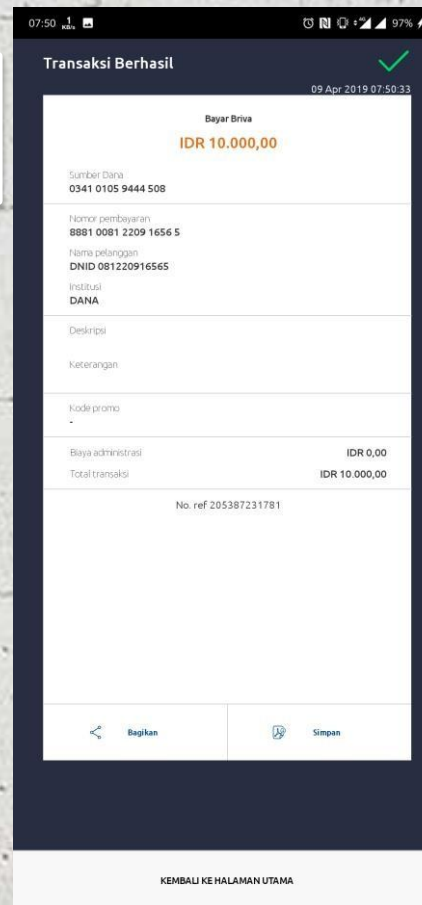 07:50 1 KB/s 97%
Transaksi Berhasil
09 Apr 2019 07:50:33
Bayar Briva
IDR 10.000,00
Sumber Dana
0341 0105 9444 508
Nomor pembayaran
8881 0081 2209 1656 5
Nama pelanggan
DNID 081220916565
Institusi
DANA
Deskripsi
Keterangan
Kode promo
-
Biaya administrasi IDR 0,00
Total transaksi IDR 10.000,00
No. ref 205387231781
Bagikan Simpan
KEMBALI KE HALAMAN UTAMA